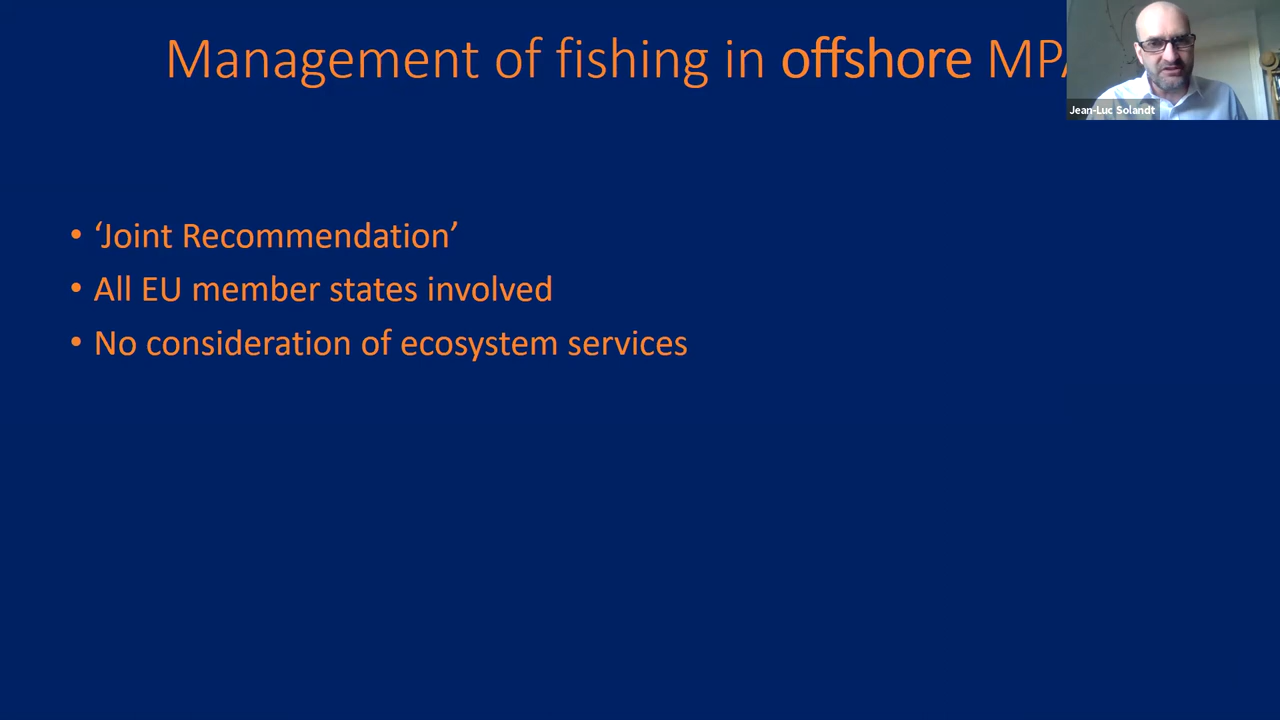 Management of fishing in offshore MPA
Jean-Luc Solandt
• ‘Joint Recommendation’
• All EU member states involved
• No consideration of ecosystem services